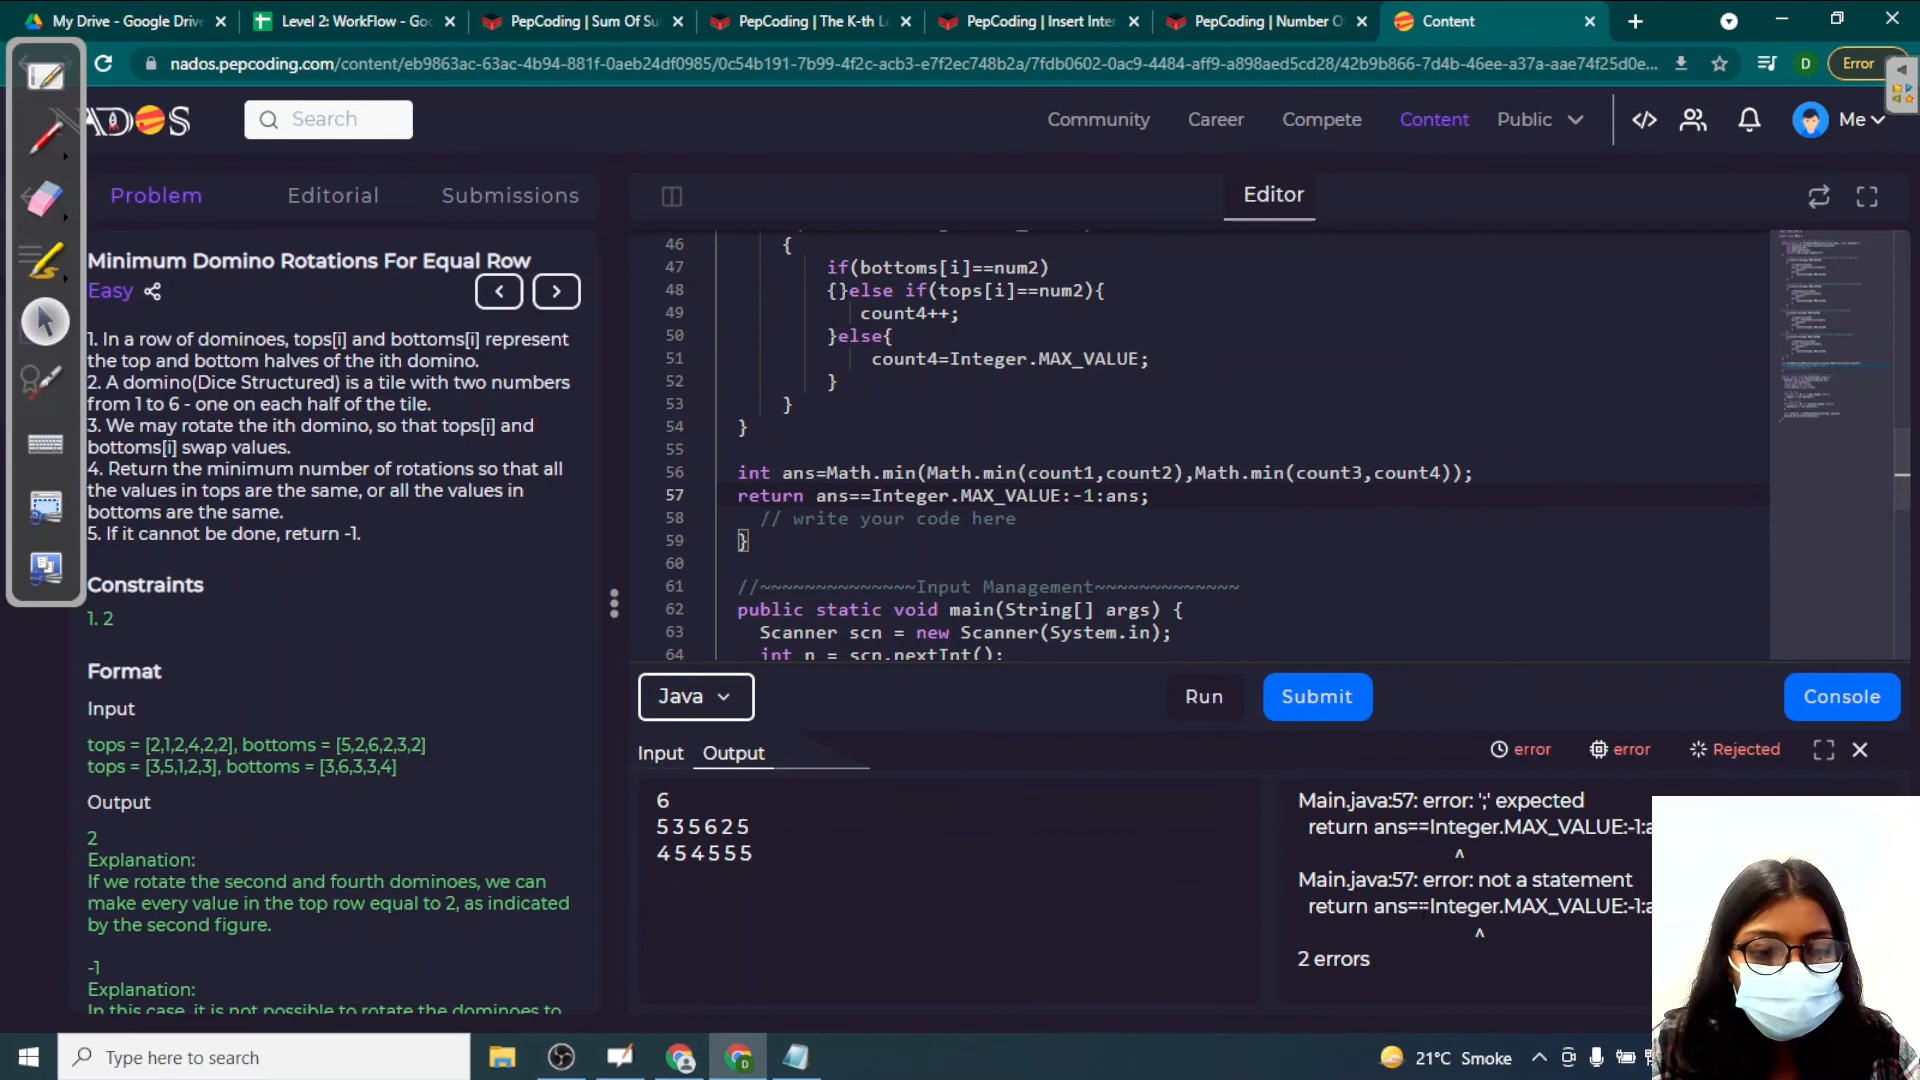 My Drive - Google Driv
Level 2: WorkFlow - Goo
PepCoding | Sum Of Su
PepCoding | The K-th Le
PepCoding | Insert Inter
PepCoding | Number O
Content
nados.pepcoding.com/content/eb9863ac-63ac-4b94-881f-0aeb24df0985/0c54b191-7b99-4f2c-acb3-e7f2ec748b2a/7fdb0602-0ac9-4484-aff9-a898aed5cd28/42b9b866-7d4b-46ee-a37a-aae74f25d0e...
D
Error
ADOS
Search
Community
Career
Compete
Content
Public
Me
Problem
Editorial
Submissions
Editor
Minimum Domino Rotations For Equal Row
Easy
1. In a row of dominoes, tops[i] and bottoms[i] represent
the top and bottom halves of the ith domino.
2. A domino(Dice Structured) is a tile with two numbers
from 1 to 6 - one on each half of the tile.
3. We may rotate the ith domino, so that tops[i] and
bottoms[i] swap values.
4. Return the minimum number of rotations so that all
the values in tops are the same, or all the values in
bottoms are the same.
5. If it cannot be done, return -1.
Constraints
1. 2
Format
Input
tops = [2,1,2,4,2,2], bottoms = [5,2,6,2,3,2]
tops = [3,5,1,2,3], bottoms = [3,6,3,3,4]
Output
2
Explanation:
If we rotate the second and fourth dominoes, we can
make every value in the top row equal to 2, as indicated
by the second figure.
-1
Explanation:
In this case, it is not possible to rotate the dominoes to
46 {
47 if(bottoms[i]==num2)
48 {}else if(tops[i]==num2){
49 count4++;
50 }else{
51 count4=Integer.MAX_VALUE;
52 }
53 }
54 }
55
56 int ans=Math.min(Math.min(count1,count2),Math.min(count3,count4));
57 return ans==Integer.MAX_VALUE:-1:ans;
58 // write your code here
59 }
60
61 //~~~~~~~~~~~~~~Input Management~~~~~~~~~~~~~
62 public static void main(String[] args) {
63 Scanner scn = new Scanner(System.in);
64 int n = scn.nextInt();
Java
Run
Submit
Console
Input
Output
error
error
Rejected
6
5 3 5 6 2 5
4 5 4 5 5 5
Main.java:57: error: ';' expected
return ans==Integer.MAX_VALUE:-1:a
^
Main.java:57: error: not a statement
return ans==Integer.MAX_VALUE:-1:a
^
2 errors
Type here to search
21°C Smoke